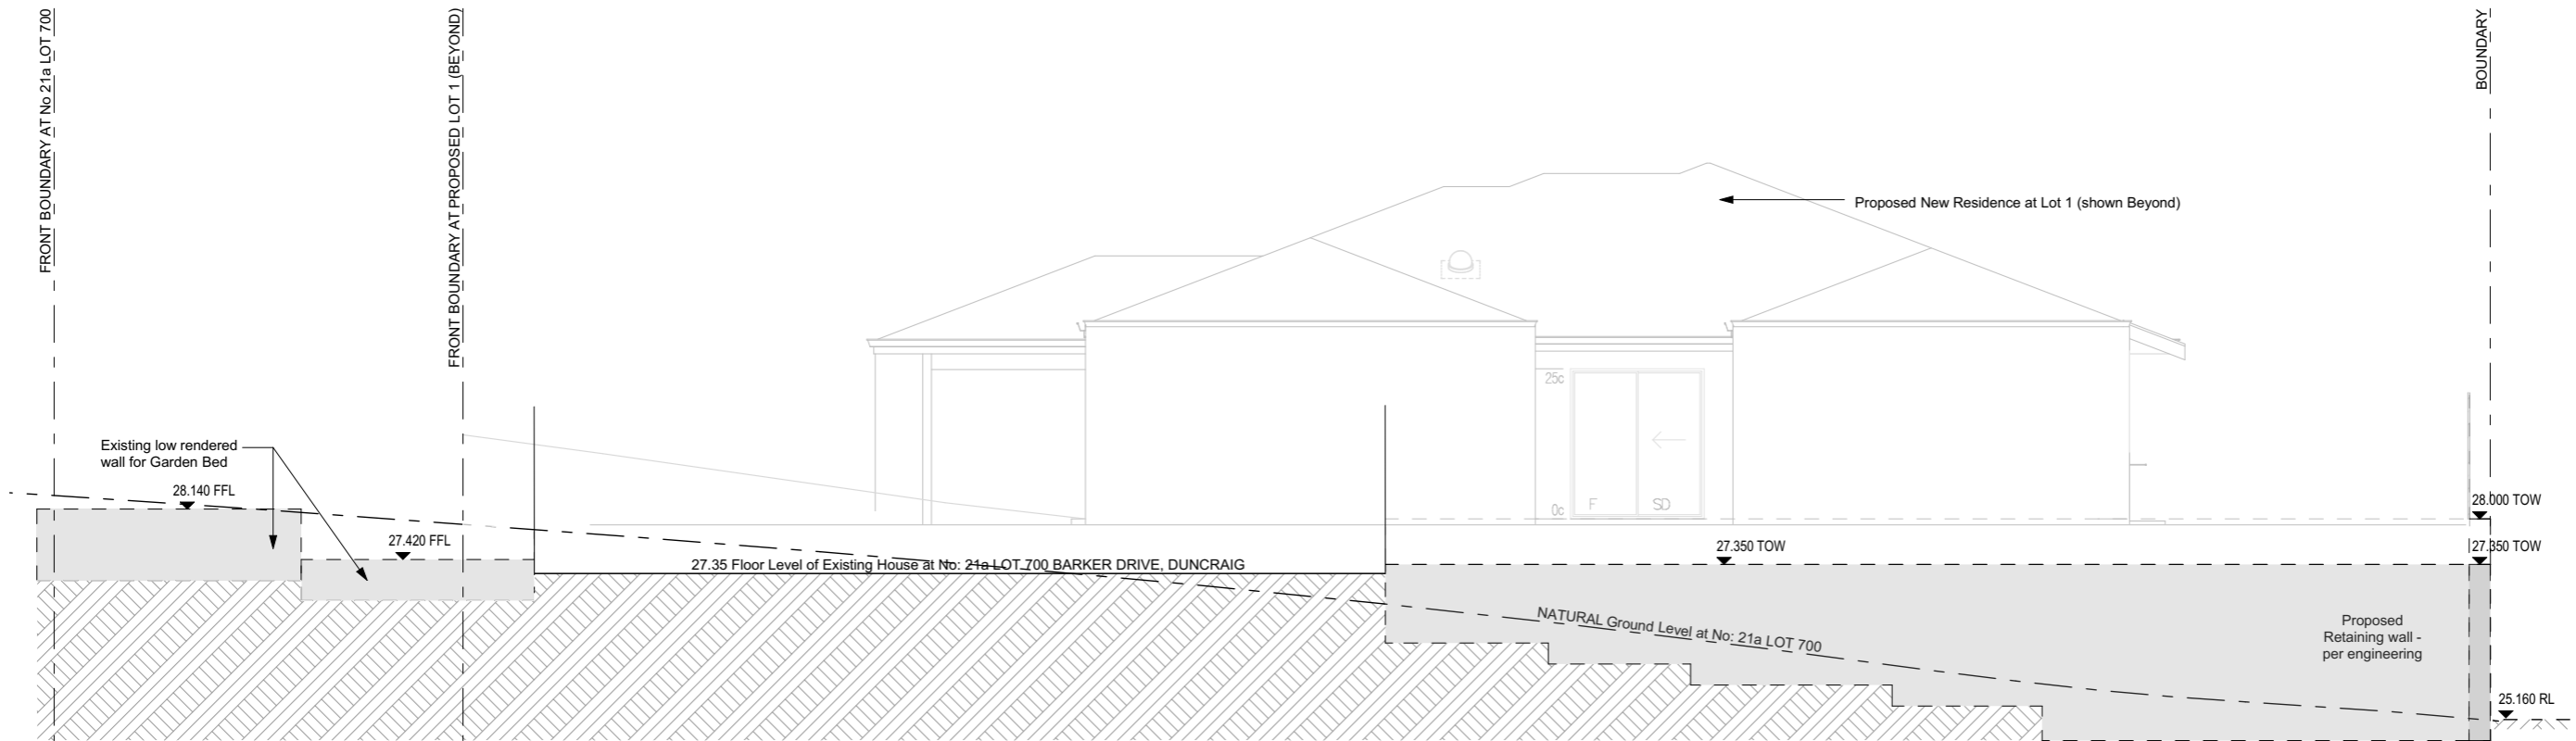 FRONT BOUNDARY AT No 21a LOT 700
FRONT BOUNDARY AT PROPOSED LOT 1 (BEYOND)
BOUNDARY
Proposed New Residence at Lot 1 (shown Beyond)
25c
Existing low rendered
wall for Garden Bed
28.140 FFL
28.000 TOW
0c
F
SD
27.420 FFL
27.350 TOW
27.350 TOW
27.35 Floor Level of Existing House at No: 21a LOT 700 BARKER DRIVE, DUNCRAIG
NATURAL Ground Level at No: 21a LOT 700
Proposed
Retaining wall -
per engineering
25.160 RL